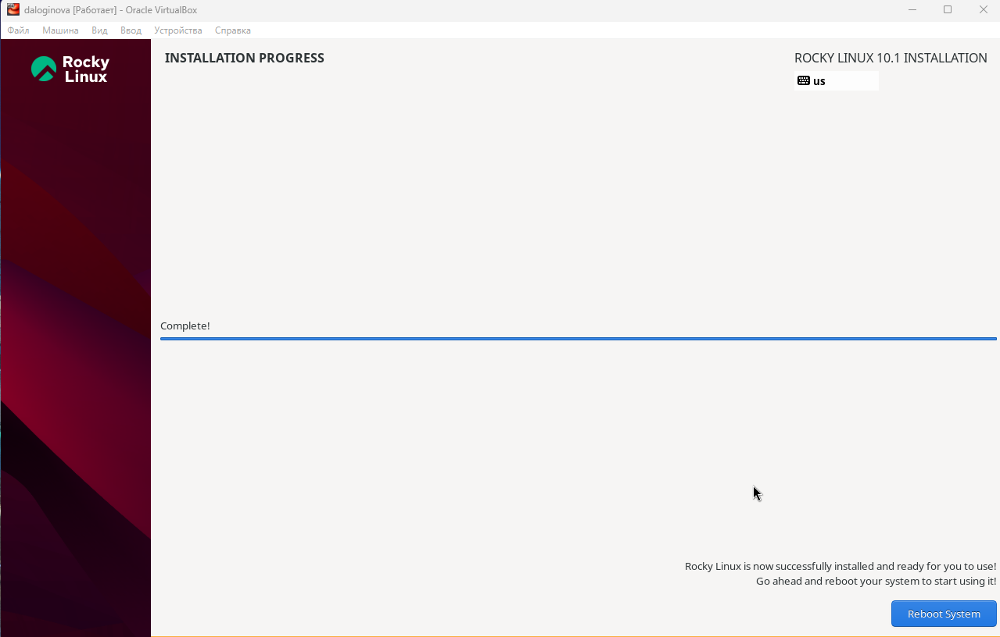 daloginova [Работает] - Oracle VirtualBox
Файл Машина Вид Ввод Устройства Справка
Rocky
Linux
INSTALLATION PROGRESS
ROCKY LINUX 10.1 INSTALLATION
us
Complete!
Rocky Linux is now successfully installed and ready for you to use!
Go ahead and reboot your system to start using it!
Reboot System